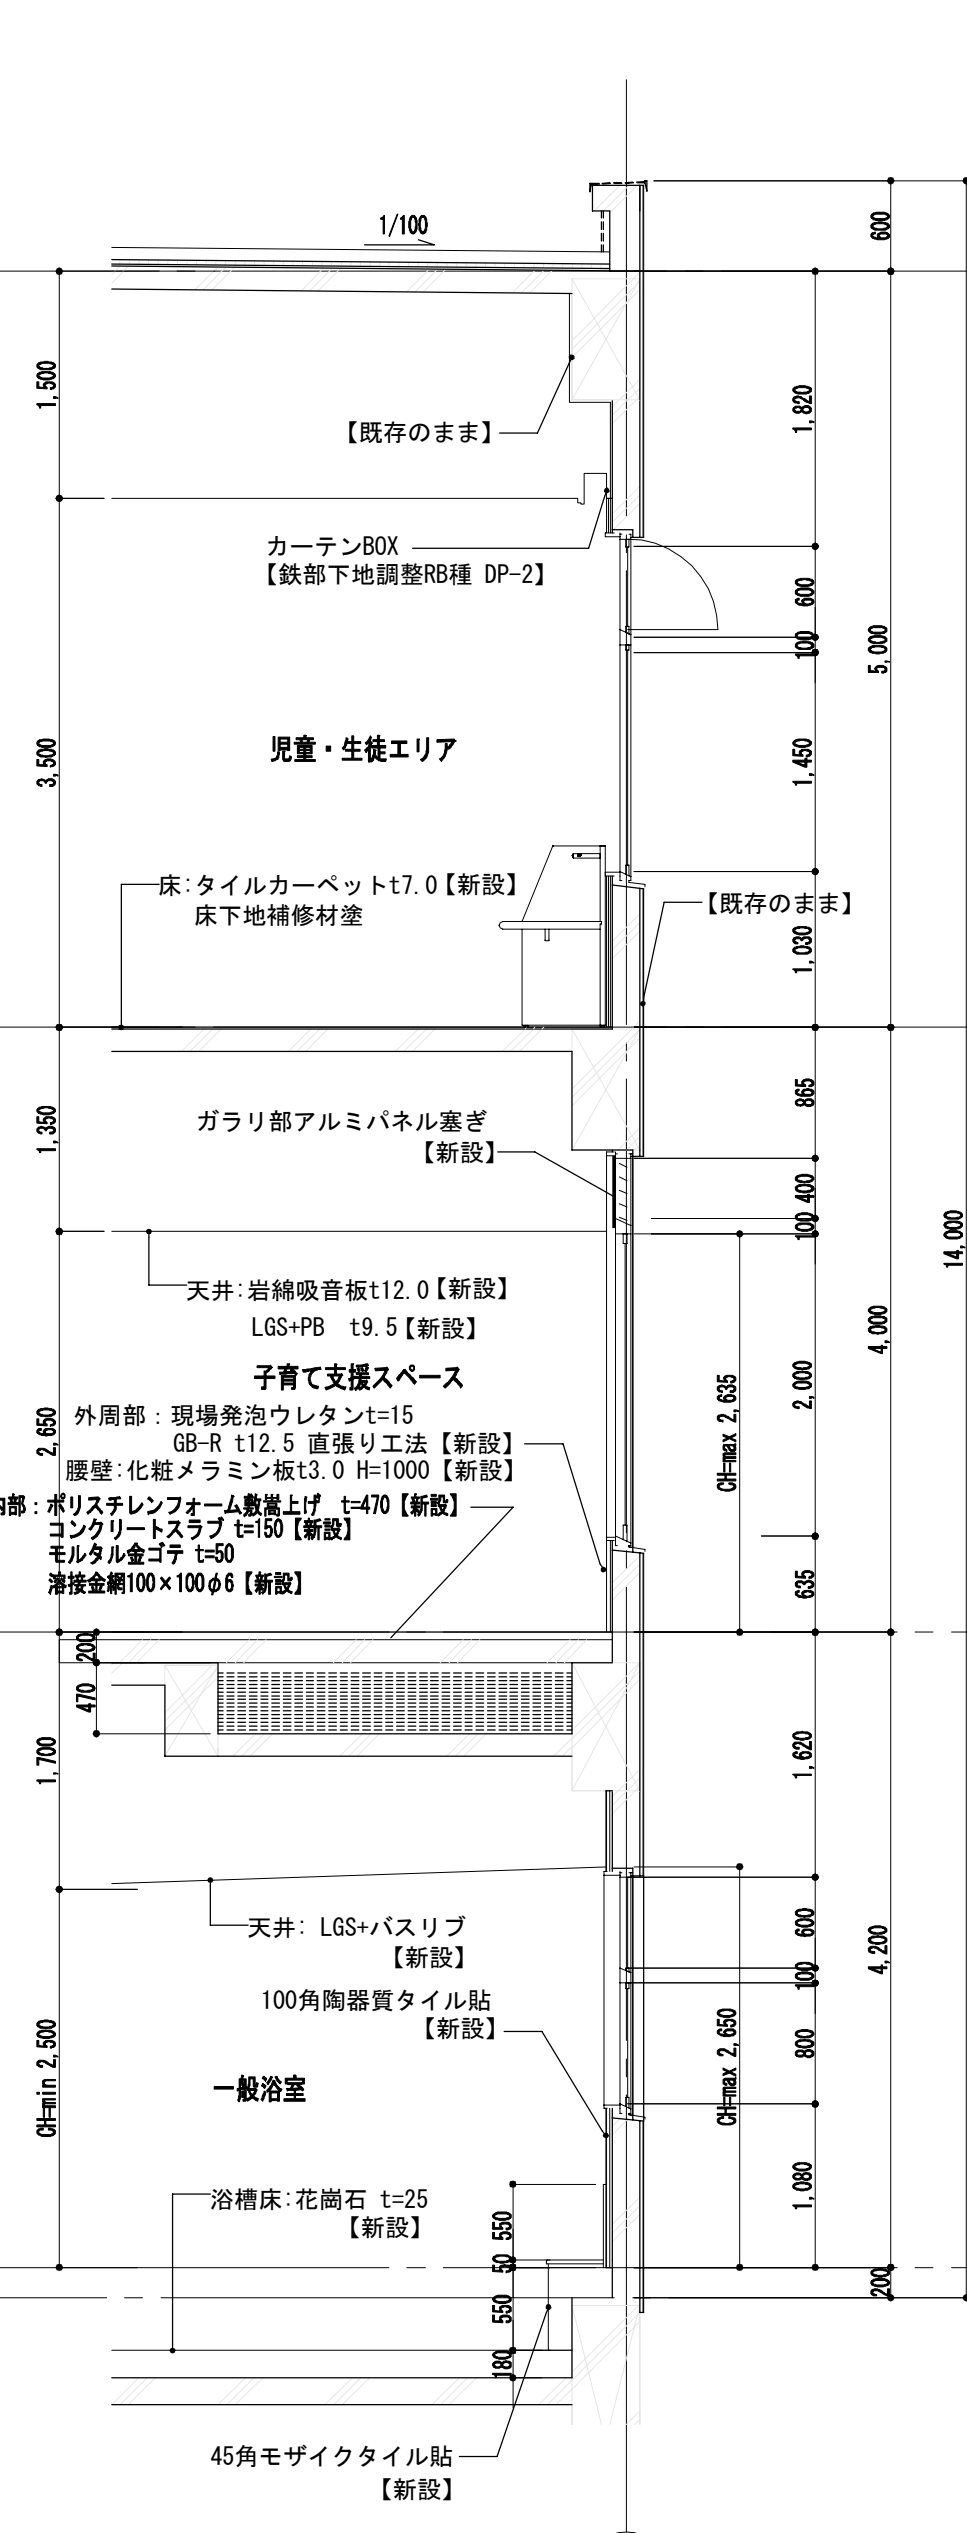 1/100
600
1,500
1,820
【既存のまま】
カーテンBOX
【鉄部下地調整RB種 DP-2】
600
100
5,000
児童・生徒エリア
3,500
1,450
床:タイルカーペットt7.0【新設】
床下地補修材塗
【既存のまま】
1,030
865
1,350
ガラリ部アルミパネル塞ぎ
【新設】
400
100
14,000
天井:岩綿吸音板t12.0【新設】
LGS+PB t9.5【新設】
4,000
子育て支援スペース
2,000
CH=max 2,635
2,650
外周部：現場発泡ウレタンt=15
GB-R t12.5 直張り工法【新設】
腰壁:化粧メラミン板t3.0 H=1000【新設】
内部：ポリスチレンフォーム敷嵩上げ t=470【新設】
コンクリートスラブ t=150【新設】
モルタル金ゴテ t=50
溶接金網100×100φ6【新設】
635
200
470
1,700
1,620
天井: LGS+バスリブ
【新設】
600
100
4,200
100角陶器質タイル貼
【新設】
CH=min 2,500
800
CH=max 2,650
一般浴室
1,080
浴槽床:花崗石 t=25
【新設】
550
50
200
550
180
45角モザイクタイル貼
【新設】